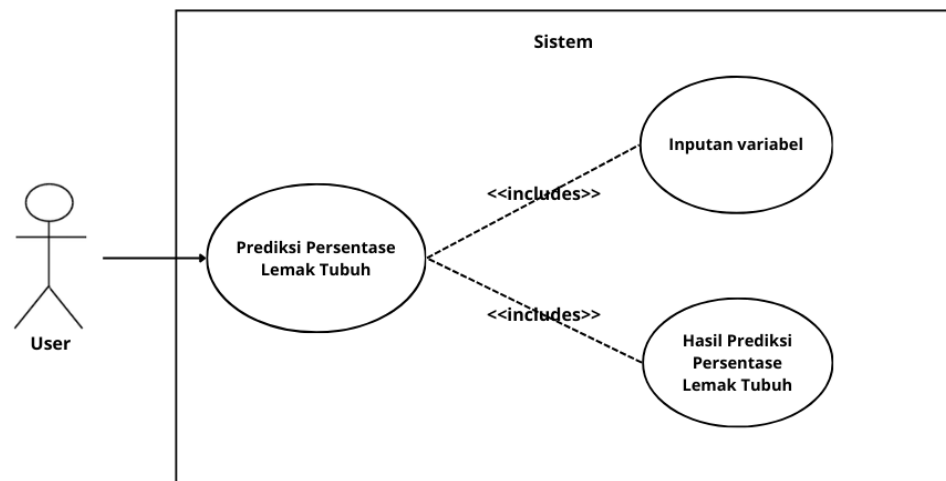 Sistem
Inputan variabel
<<includes>>
Prediksi Persentase
Lemak Tubuh
<<includes>>
User
Hasil Prediksi
Persentase
Lemak Tubuh